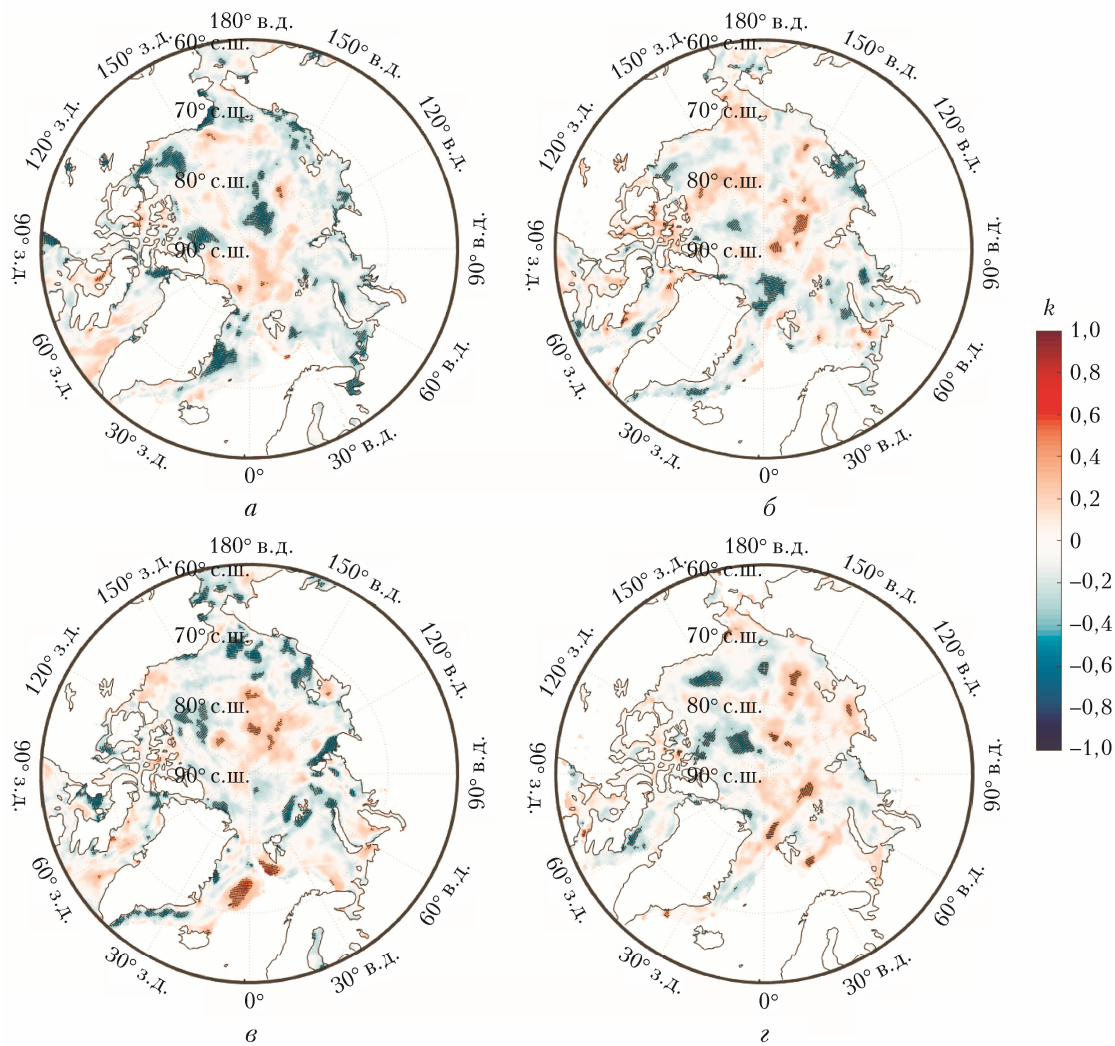 180° в.д.
150° з.д.
60° с.ш.
150° в.д.
120° з.д.
70° с.ш.
120° в.д.
80° с.ш.
90° з.д.
90° с.ш.
90° в.д.
60° з.д.
60° в.д.
30° з.д.
30° в.д.
0°
а
180° в.д.
150° з.д.
60° с.ш.
150° в.д.
120° з.д.
70° с.ш.
120° в.д.
80° с.ш.
90° з.д.
90° с.ш.
90° в.д.
60° з.д.
60° в.д.
30° з.д.
30° в.д.
0°
б
k
1,0
0,8
0,6
0,4
0,2
0
–0,2
–0,4
–0,6
–0,8
–1,0
180° в.д.
150° з.д.
60° с.ш.
150° в.д.
120° з.д.
70° с.ш.
120° в.д.
80° с.ш.
90° з.д.
90° с.ш.
90° в.д.
60° з.д.
60° в.д.
30° з.д.
30° в.д.
0°
в
180° в.д.
150° з.д.
60° с.ш.
150° в.д.
120° з.д.
70° с.ш.
120° в.д.
80° с.ш.
90° з.д.
90° с.ш.
90° в.д.
60° з.д.
60° в.д.
30° з.д.
30° в.д.
0°
г